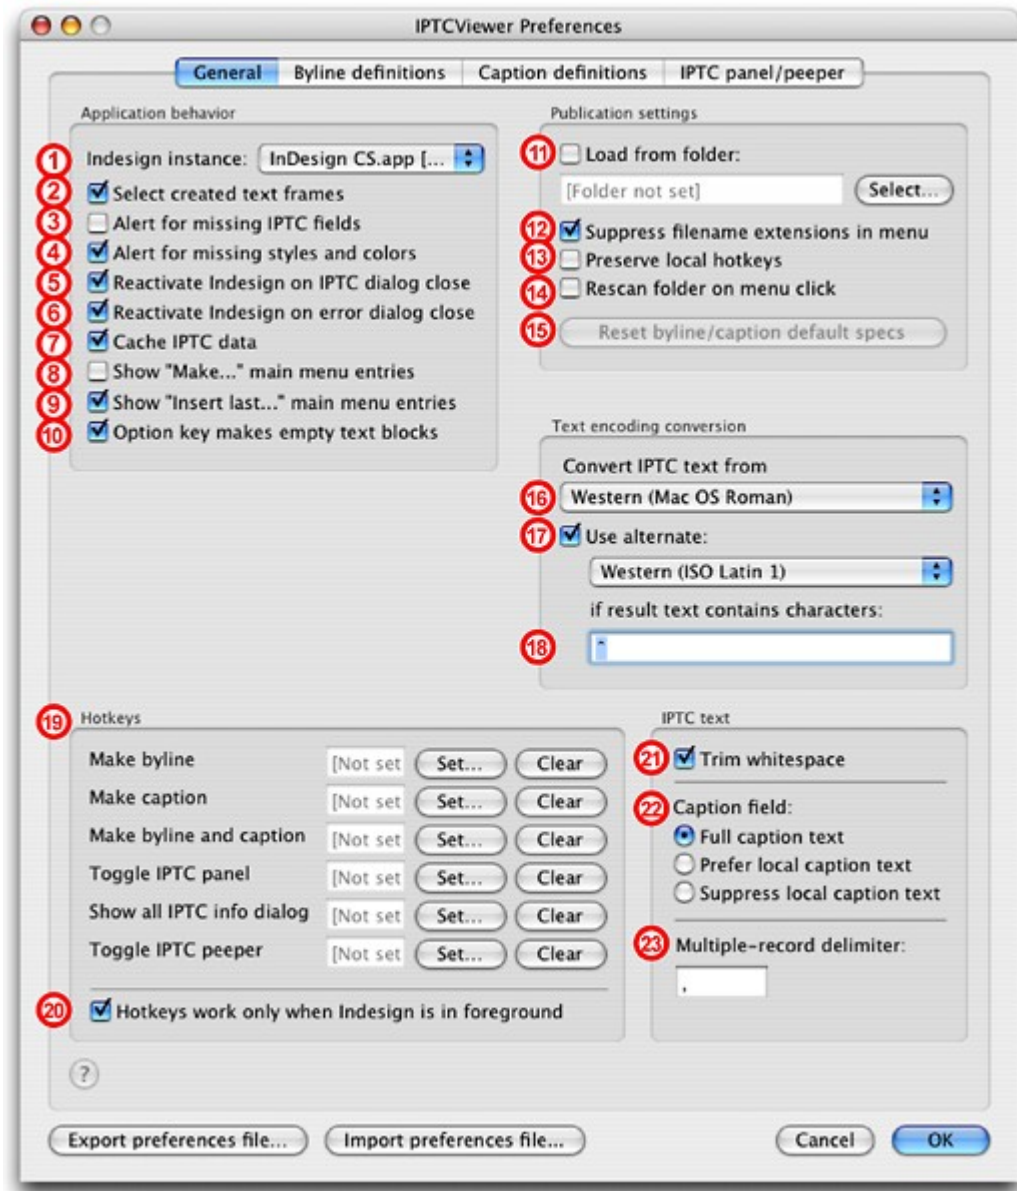 IPTCViewer Preferences
General Byline definitions Caption definitions IPTC panel/peeper
Application behavior
1 Indesign instance: InDesign CS.app [...
2 Select created text frames
3 Alert for missing IPTC fields
4 Alert for missing styles and colors
5 Reactivate Indesign on IPTC dialog close
6 Reactivate Indesign on error dialog close
7 Cache IPTC data
8 Show "Make..." main menu entries
9 Show "Insert last..." main menu entries
10 Option key makes empty text blocks
Publication settings
11 Load from folder:
[Folder not set] Select...
12 Suppress filename extensions in menu
13 Preserve local hotkeys
14 Rescan folder on menu click
15 Reset byline/caption default specs
Text encoding conversion
Convert IPTC text from
16 Western (Mac OS Roman)
17 Use alternate:
Western (ISO Latin 1)
if result text contains characters:
18 ˆ
19 Hotkeys
Make byline [Not set Set... Clear
Make caption [Not set Set... Clear
Make byline and caption [Not set Set... Clear
Toggle IPTC panel [Not set Set... Clear
Show all IPTC info dialog [Not set Set... Clear
Toggle IPTC peeper [Not set Set... Clear
20 Hotkeys work only when Indesign is in foreground
IPTC text
21 Trim whitespace
22 Caption field:
Full caption text
Prefer local caption text
Suppress local caption text
23 Multiple-record delimiter:
,
?
Export preferences file... Import preferences file... Cancel OK